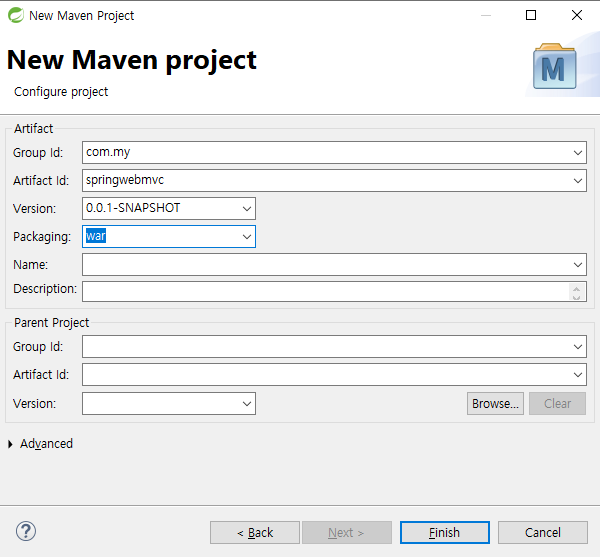 New Maven Project
New Maven project
Configure project
M
Artifact
Group Id: com.my
Artifact Id: springwebmvc
Version: 0.0.1-SNAPSHOT
Packaging: war
Name:
Description:
Parent Project
Group Id:
Artifact Id:
Version: Browse... Clear
Advanced
? < Back Next > Finish Cancel